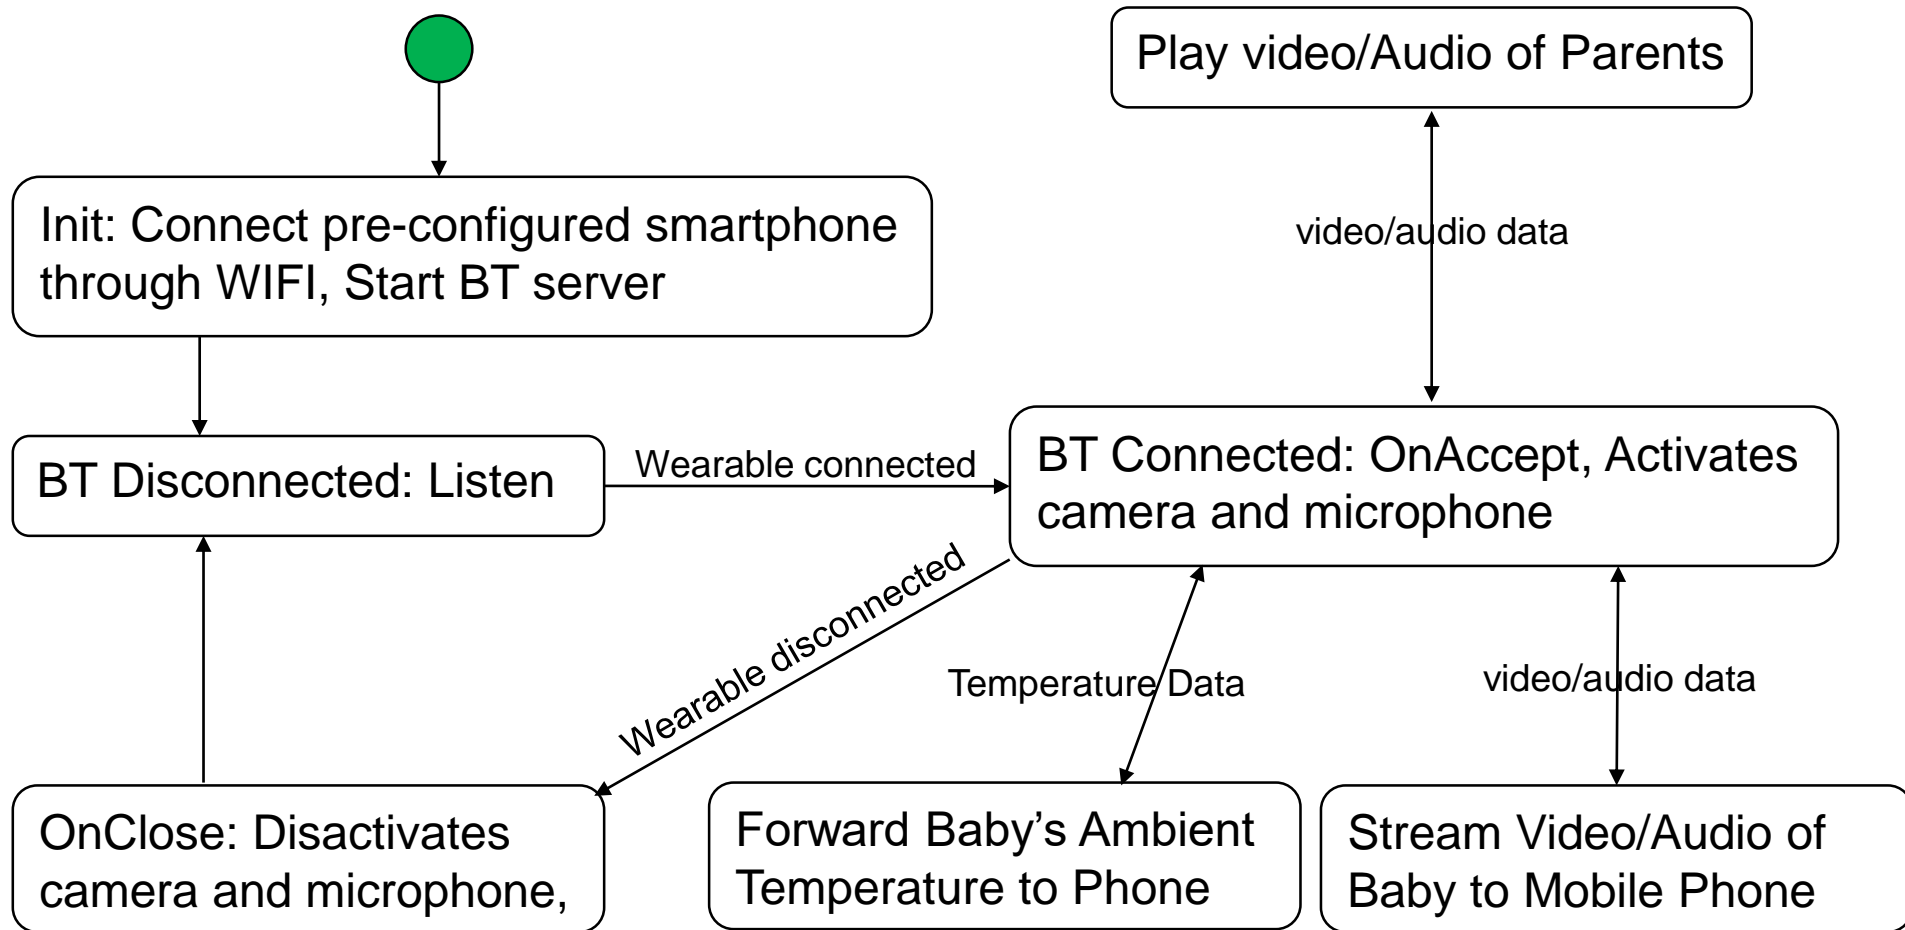 Play video/Audio of Parents
Init: Connect pre-configured smartphone
through WIFI, Start BT server
video/audio data
BT Disconnected: Listen
Wearable connected
BT Connected: OnAccept, Activates
camera and microphone
Wearable disconnected
Temperature Data
video/audio data
OnClose: Disactivates
camera and microphone,
Forward Baby's Ambient
Temperature to Phone
Stream Video/Audio of
Baby to Mobile Phone